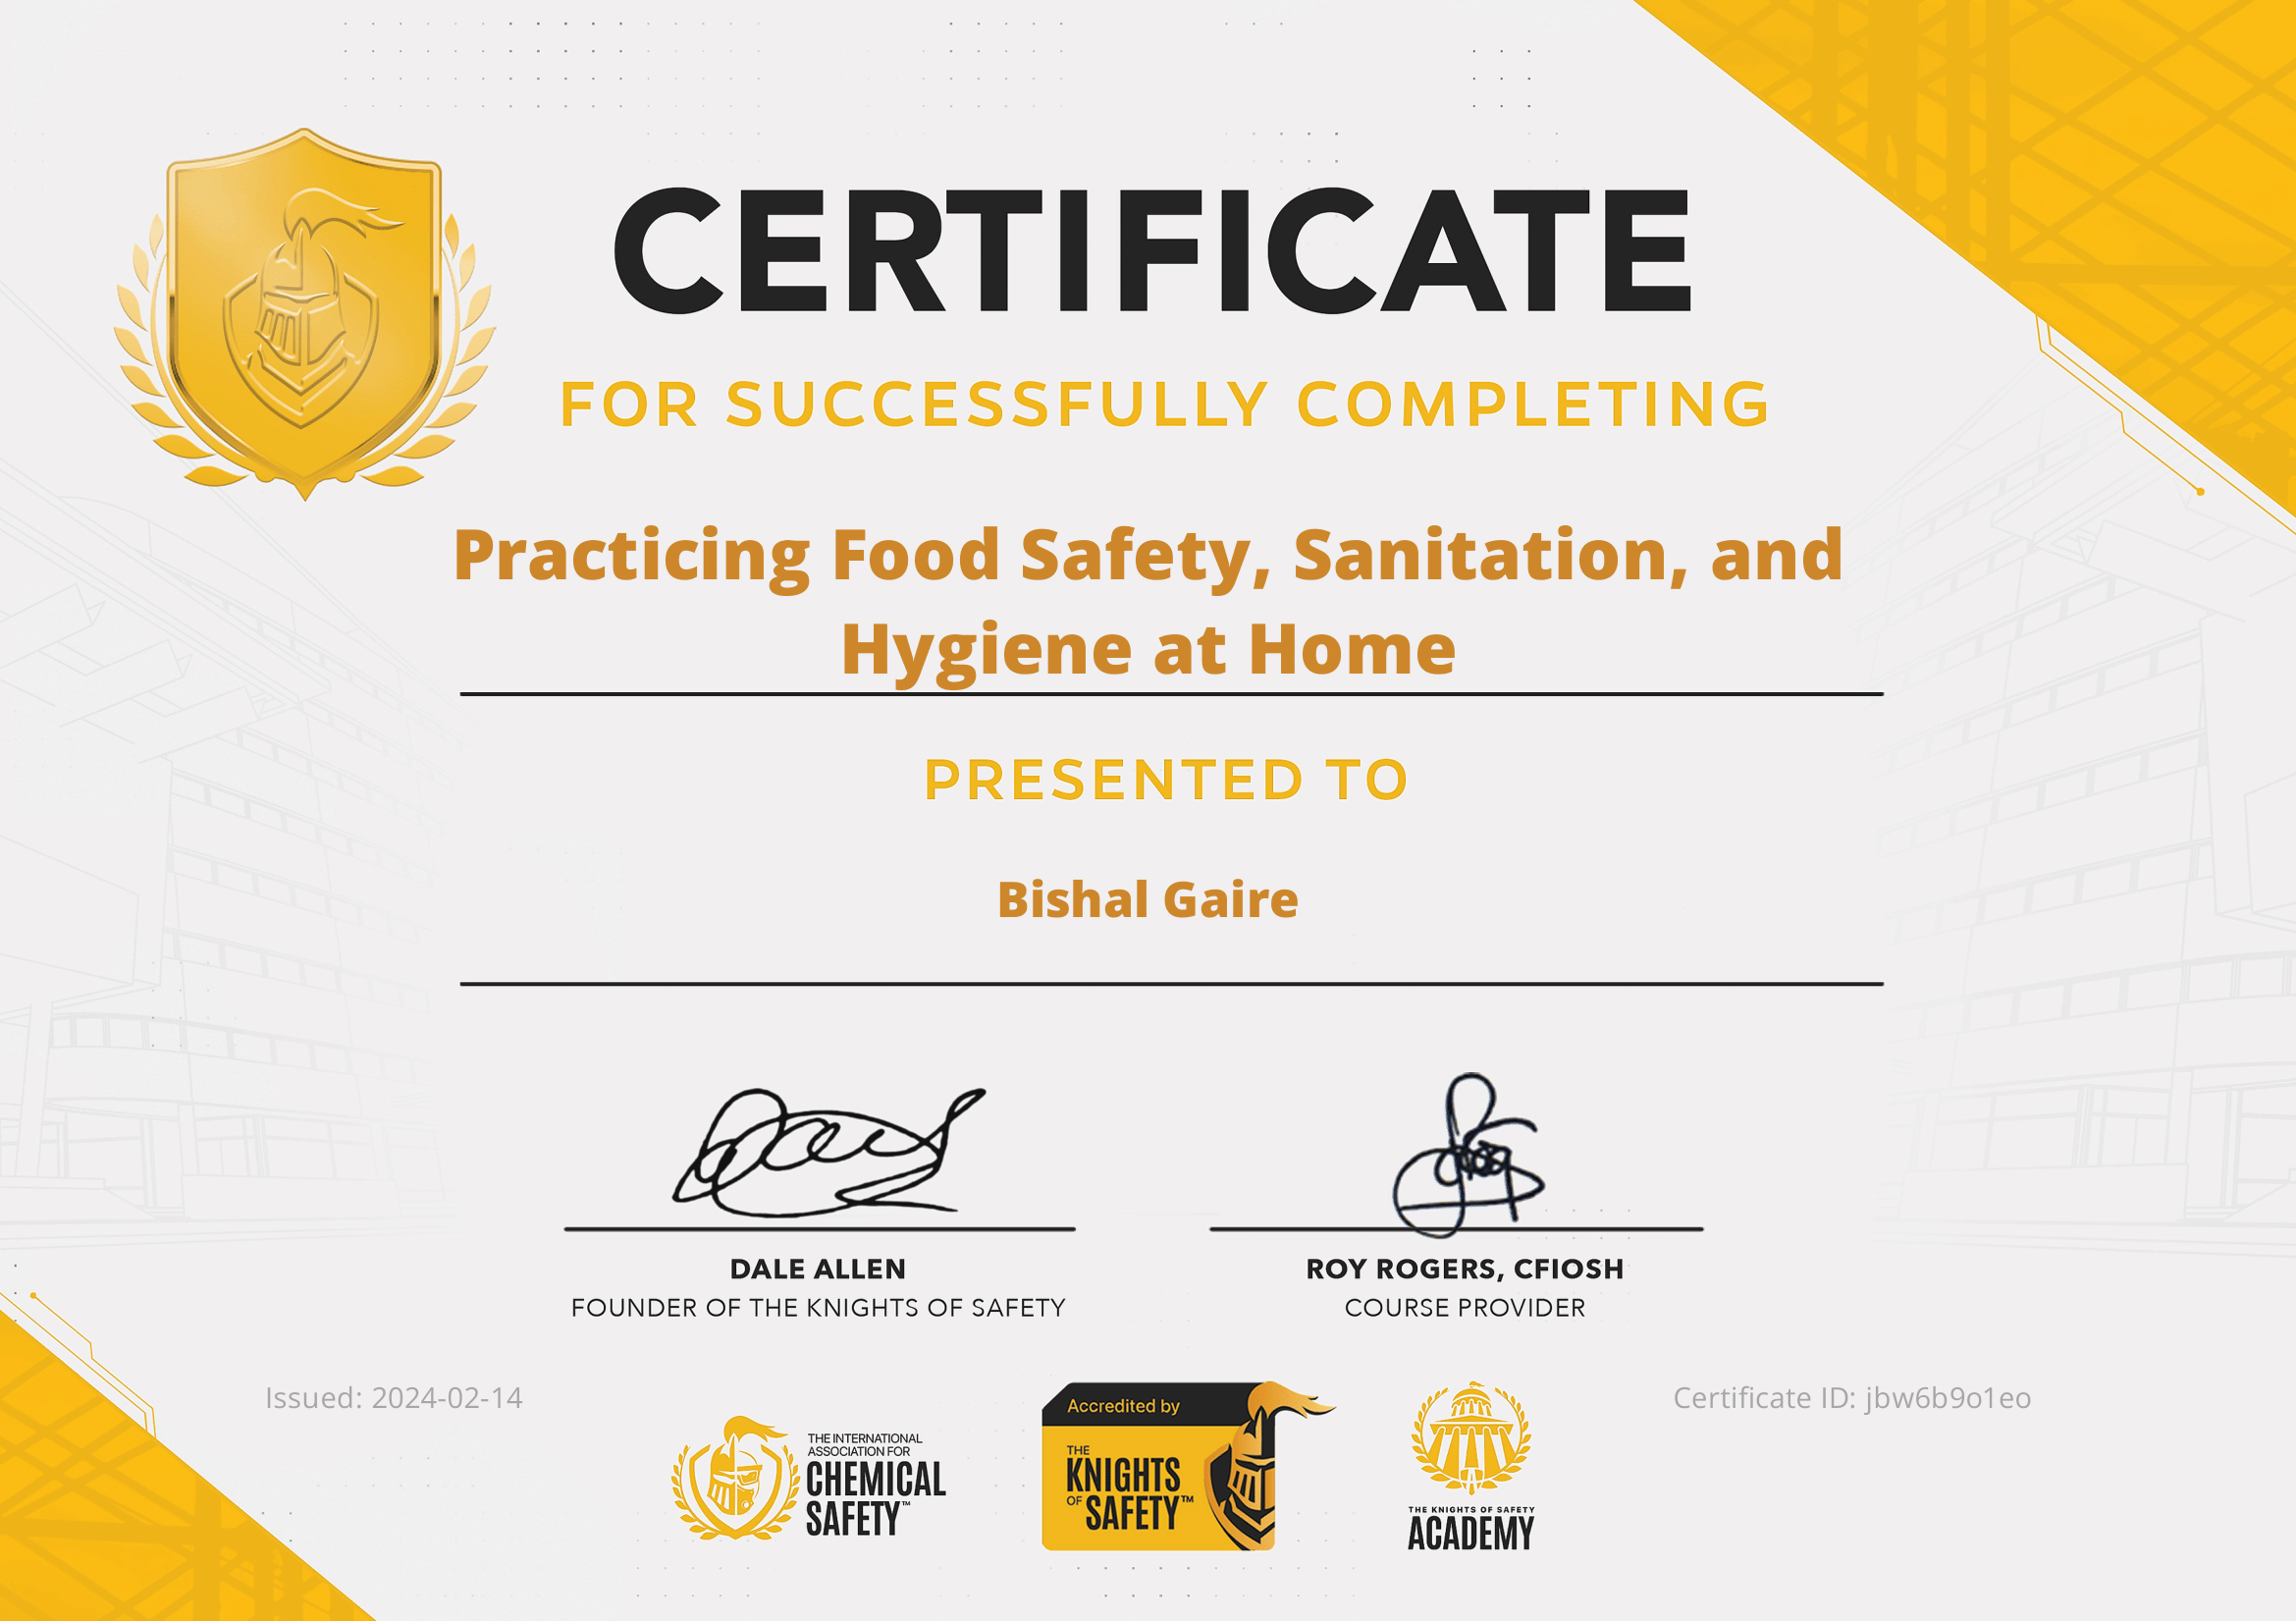 CERTIFICATE
FOR SUCCESSFULLY COMPLETING
Practicing Food Safety, Sanitation, and
Hygiene at Home
PRESENTED TO
Bishal Gaire
DALE ALLEN
FOUNDER OF THE KNIGHTS OF SAFETY
ROY ROGERS, CFIOSH
COURSE PROVIDER
Issued: 2024-02-14
Certificate ID: jbw6b9o1eo
THE INTERNATIONAL
ASSOCIATION FOR
CHEMICAL
SAFETY™
Accredited by
THE
KNIGHTS
OF SAFETY™
THE KNIGHTS OF SAFETY
ACADEMY